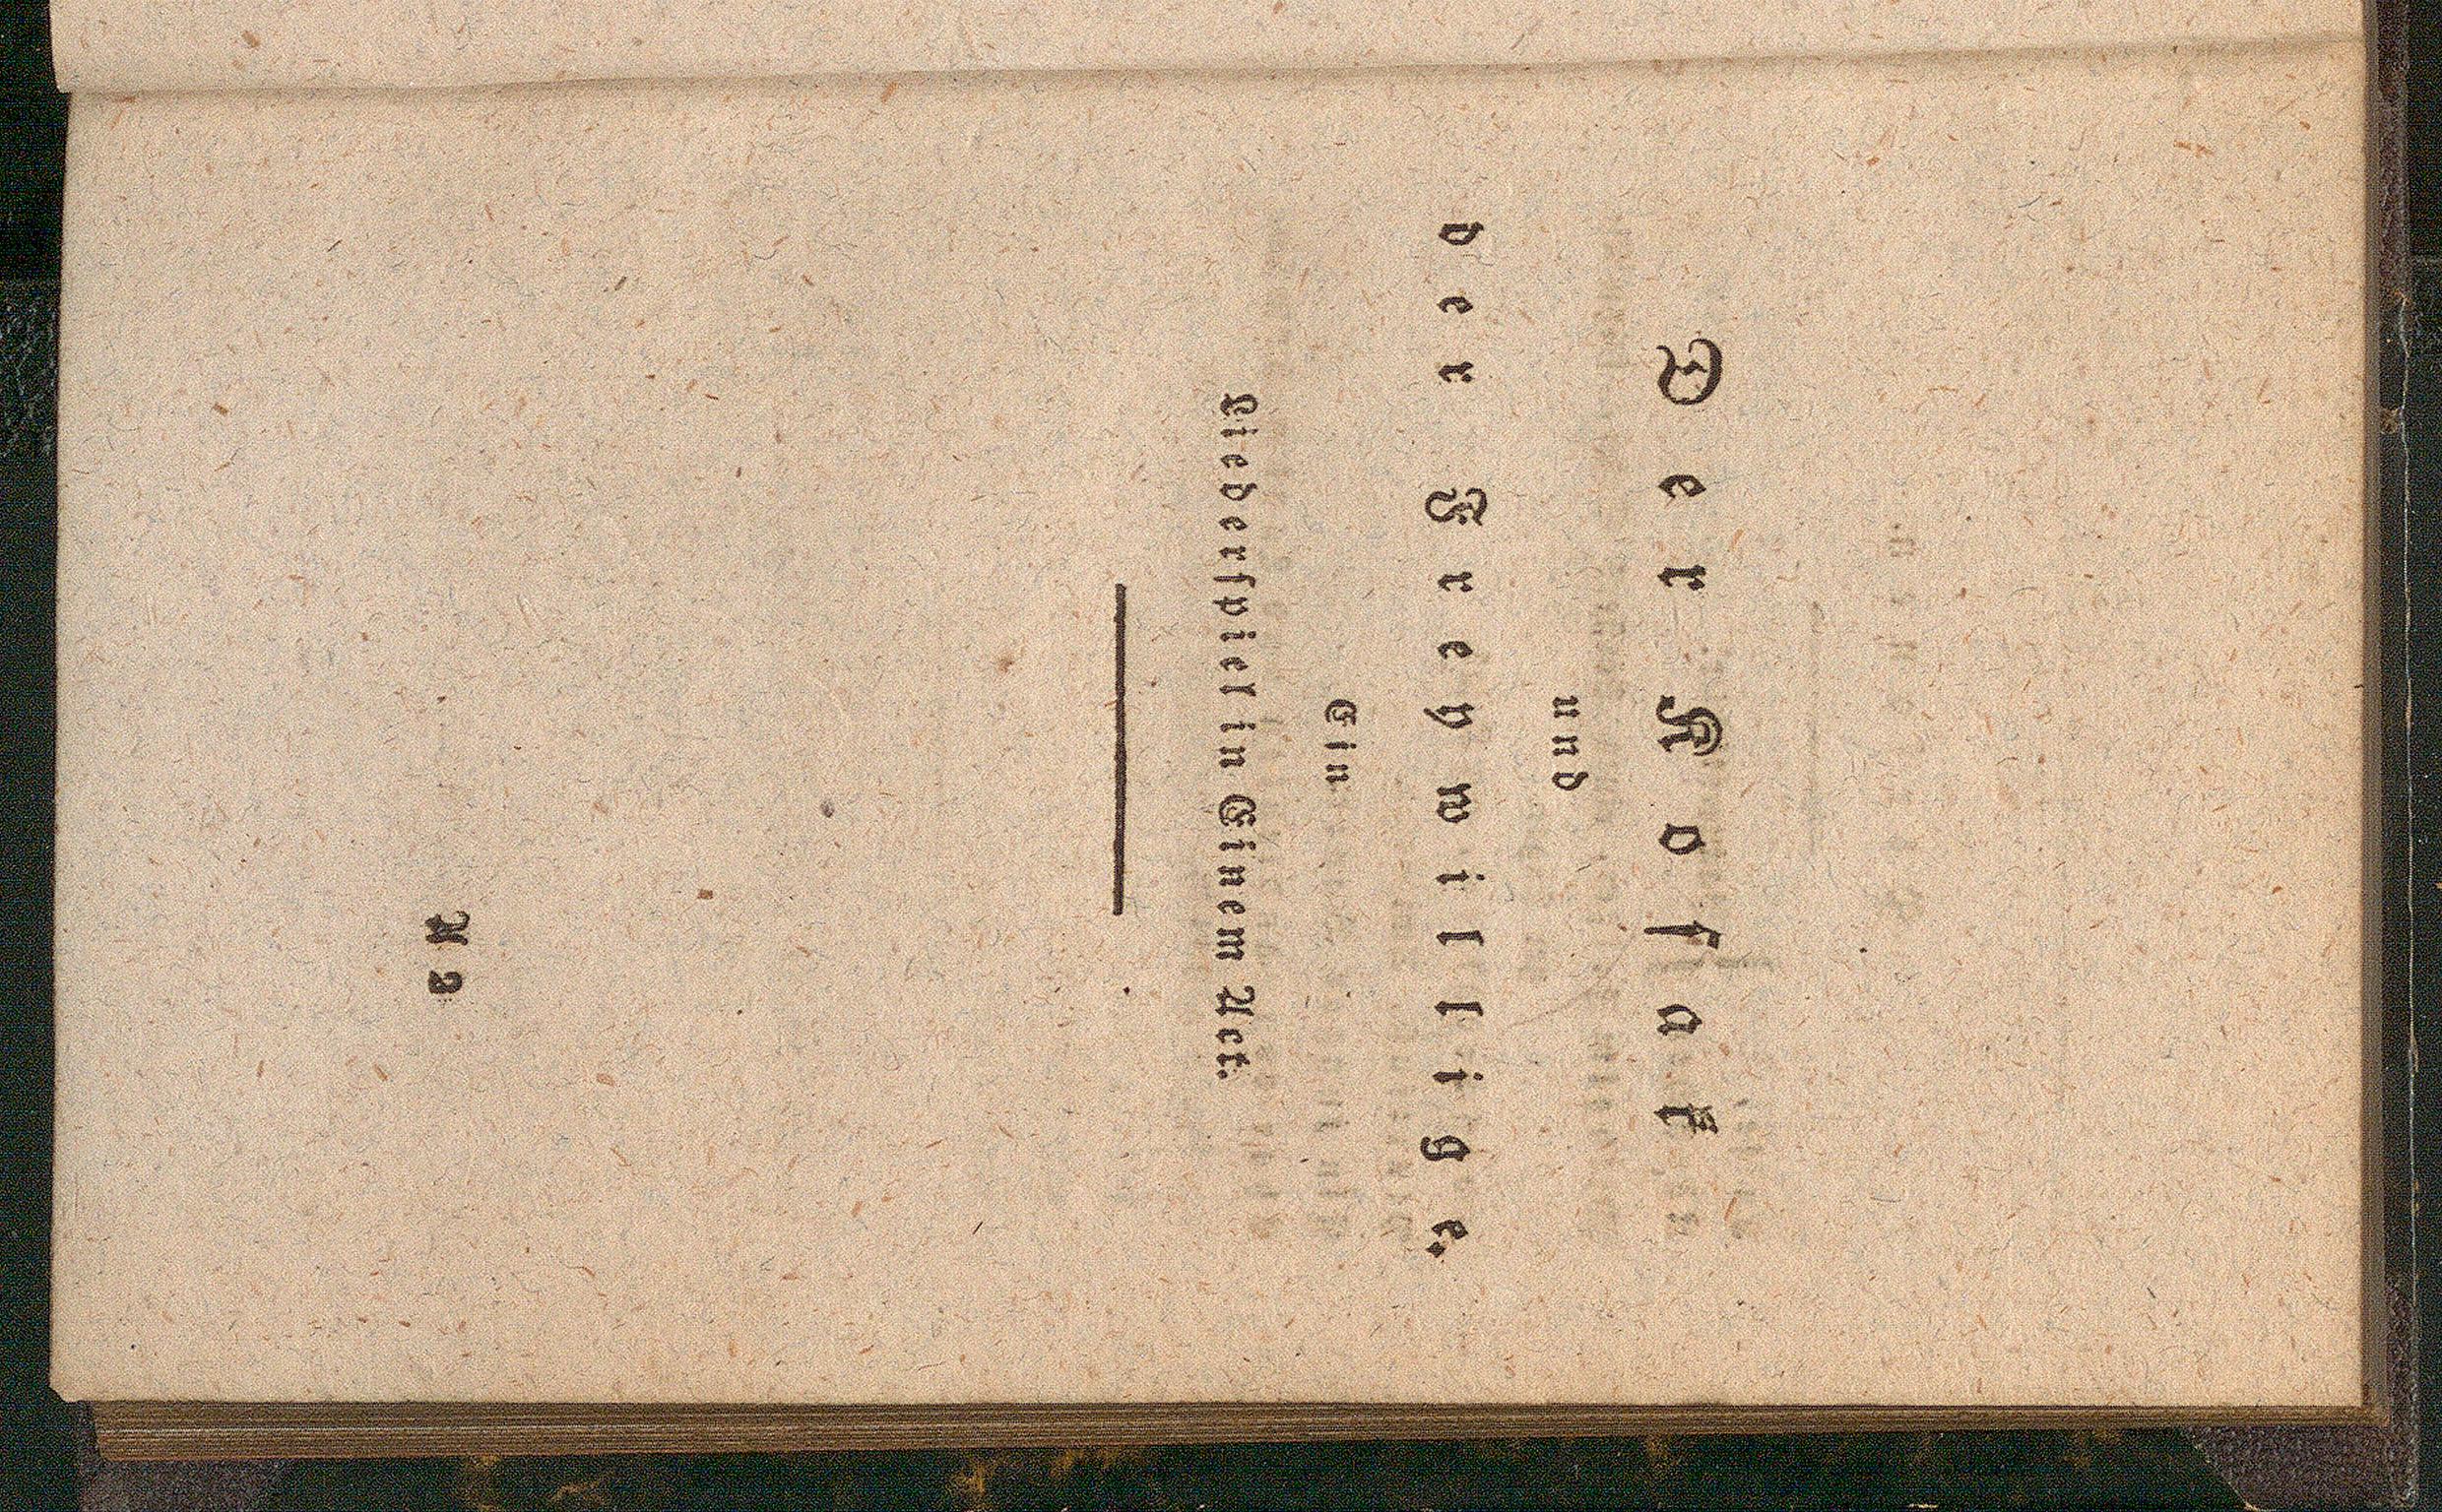 Der Koſak
und
der Freywillige.
Ein
Liederſpiel in Einem Act.
N 2